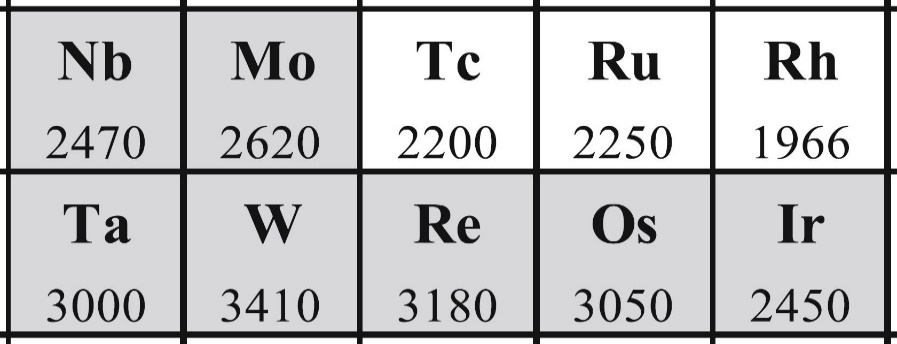 Nb Mo Tc Ru Rh
2470 2620 2200 2250 1966
Ta W Re Os Ir
3000 3410 3180 3050 2450